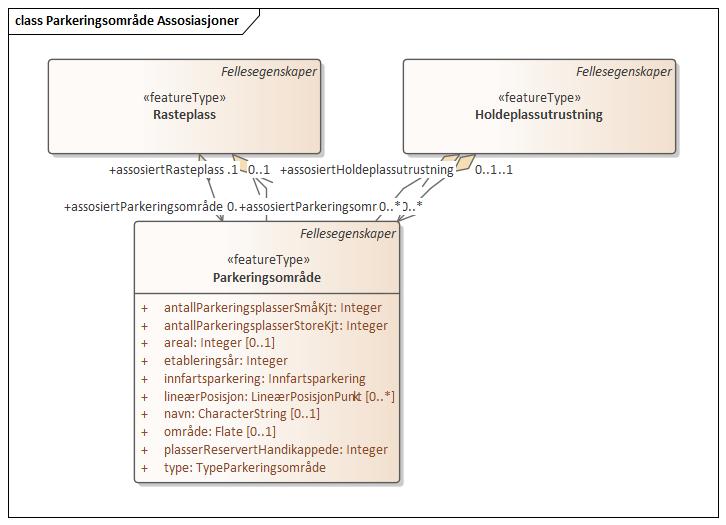 class Parkeringsområde Assosiasjoner
Fellesegenskaper
«featureType»
Rasteplass
Fellesegenskaper
«featureType»
Holdeplassutrustning
+assosiertRasteplass .1 0..1
+assosiertHoldeplassutrustning 0..1..1
+assosiertParkeringsområde 0. +assosiertParkeringsomr 0..* 0..*
Fellesegenskaper
«featureType»
Parkeringsområde
+ antallParkeringsplasserSmåKjt: Integer
+ antallParkeringsplasserStoreKjt: Integer
+ areal: Integer [0..1]
+ etableringsår: Integer
+ innfartsparkering: Innfartsparkering
+ lineærPosisjon: LineærPosisjonPunkt [0..*]
+ navn: CharacterString [0..1]
+ område: Flate [0..1]
+ plasserReservertHandikappede: Integer
+ type: TypeParkeringsområde